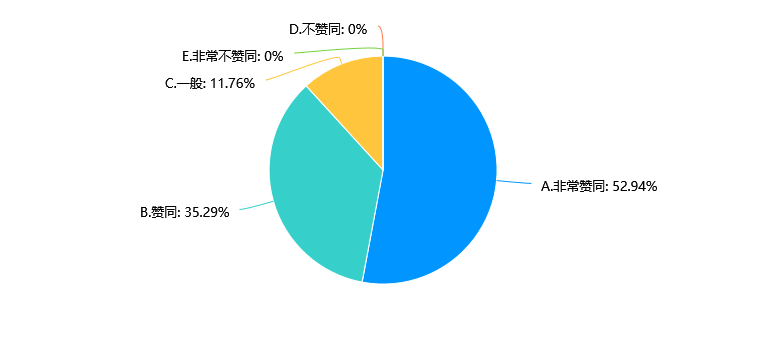 D.不赞同: 0%
E.非常不赞同: 0%
C.一般: 11.76%
A.非常赞同: 52.94%
B.赞同: 35.29%